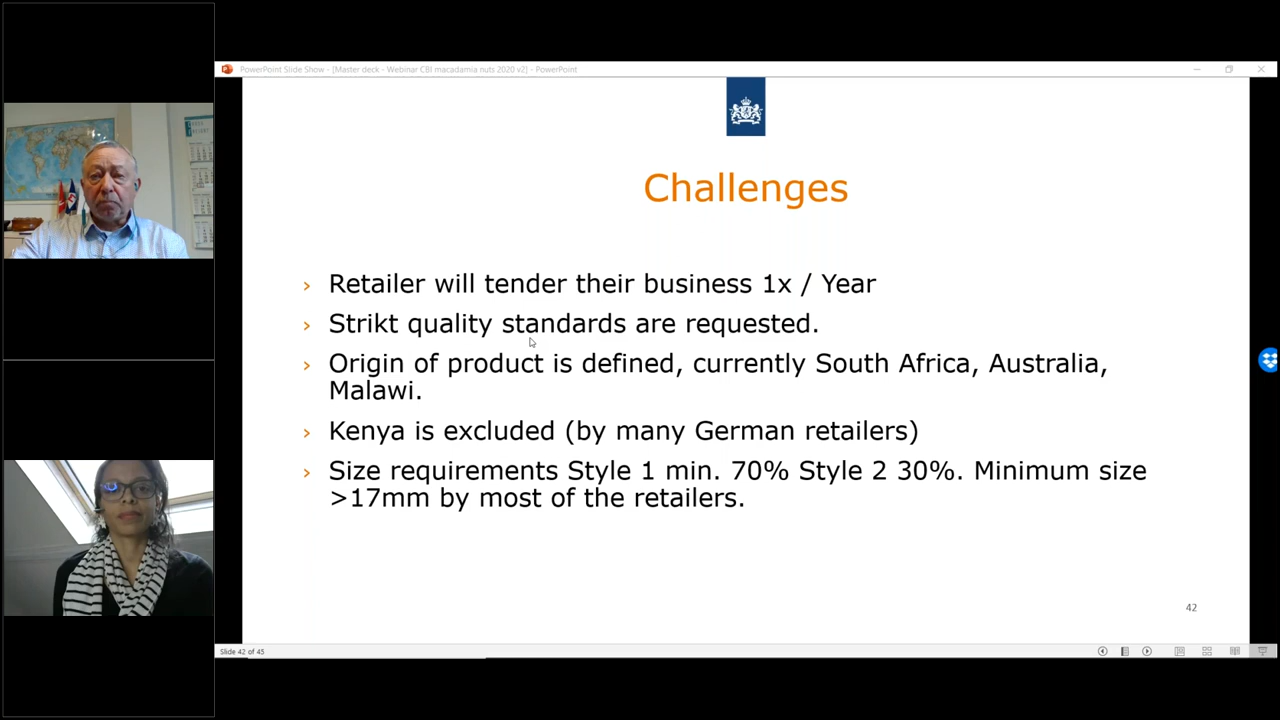 PowerPoint Slide Show - [Master deck - Webinar CBI macadamia nuts 2020 v2] - PowerPoint
Challenges
› Retailer will tender their business 1x / Year
› Strikt quality standards are requested.
› Origin of product is defined, currently South Africa, Australia,
Malawi.
› Kenya is excluded (by many German retailers)
› Size requirements Style 1 min. 70% Style 2 30%. Minimum size
>17mm by most of the retailers.
42
Slide 42 of 45